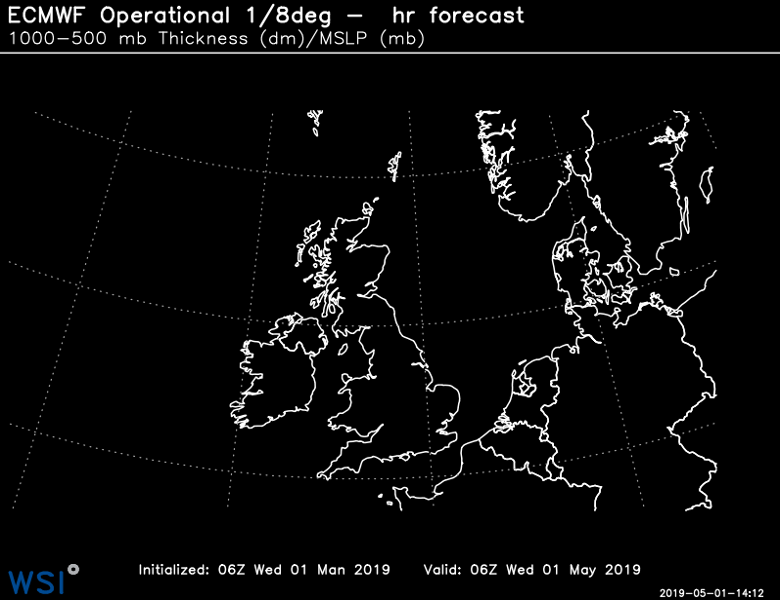 ECMWF Operational 1/8deg – hr forecast
1000–500 mb Thickness (dm)/MSLP (mb)
Initialized: 06Z Wed 01 Man 2019 Valid: 06Z Wed 01 May 2019
WSI
2019-05-01-14:12